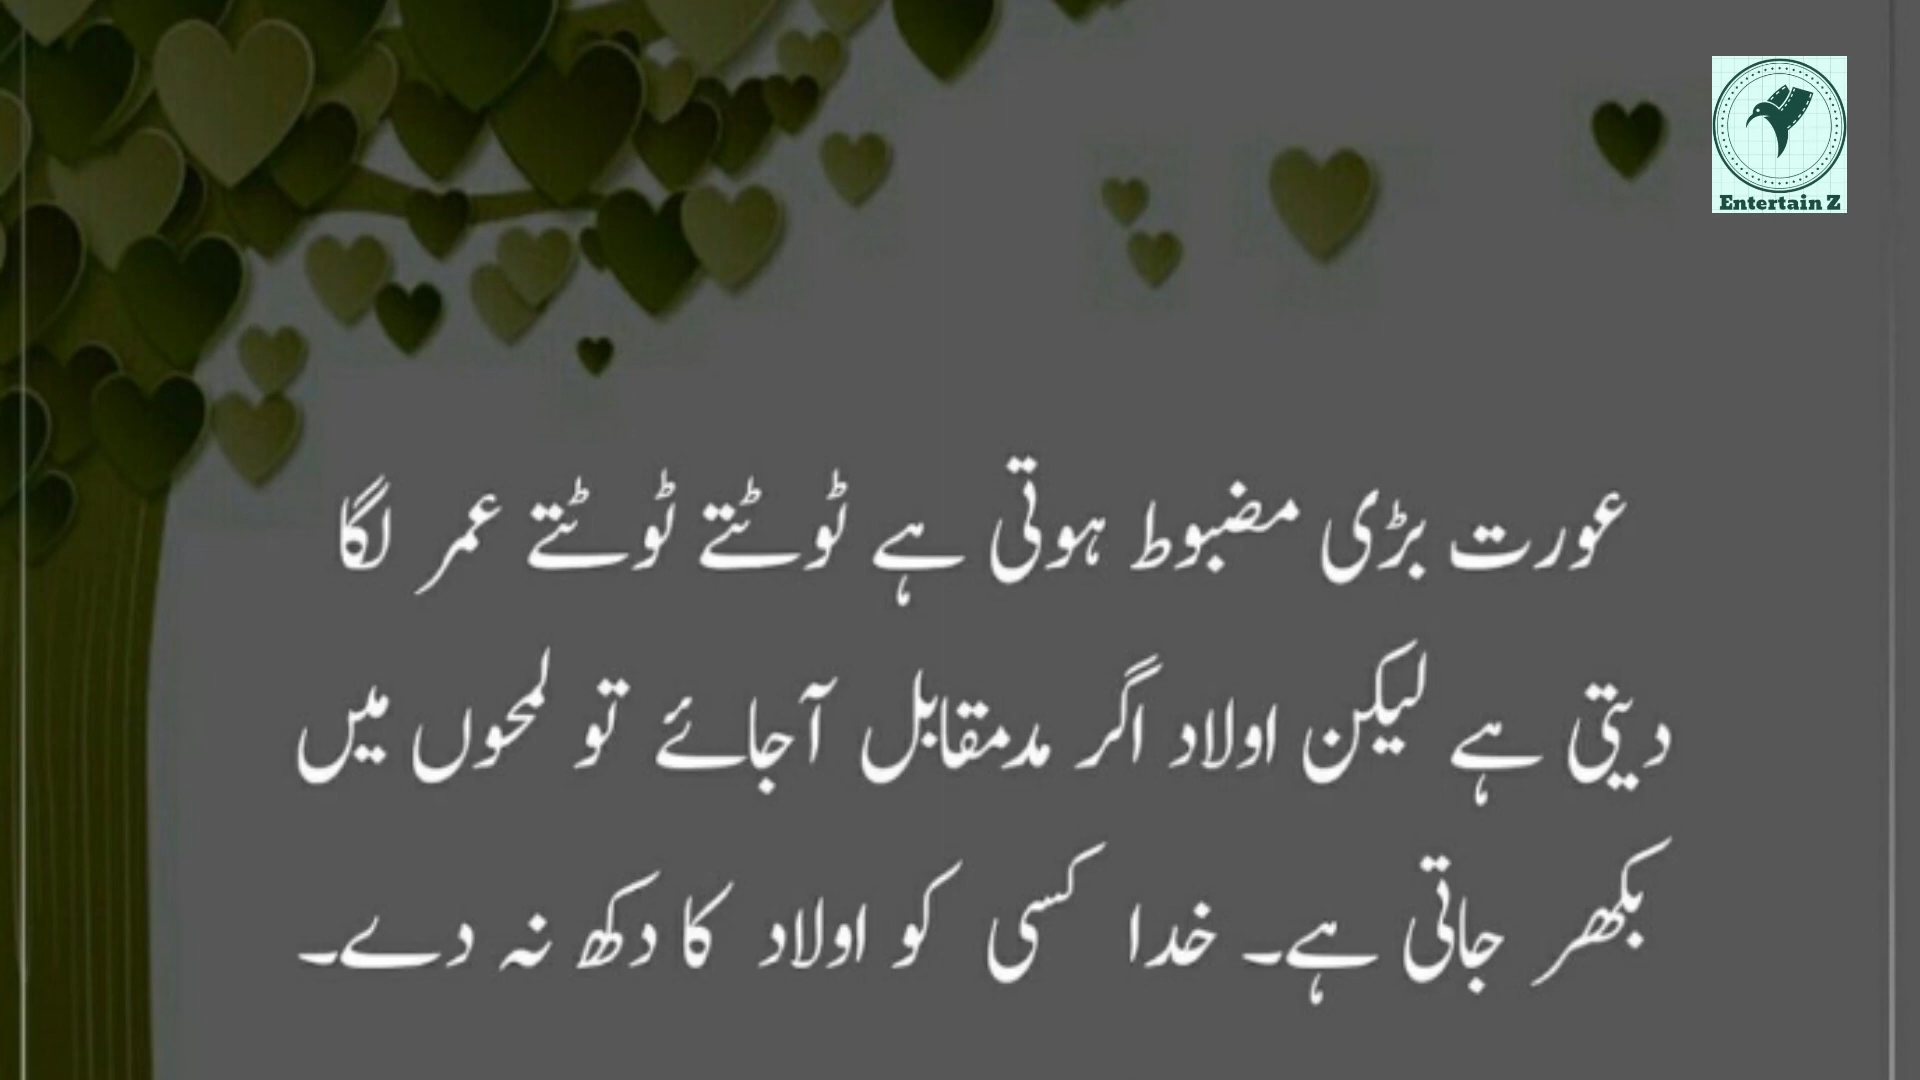 Entertain Z
عورت بڑی مضبوط ہوتی ہے ٹوٹتے ٹوٹتے عمر لگا
دیتی ہے لیکن اولاد اگر مدمقابل آجائے تو لمحوں میں
بکھر جاتی ہے۔ خدا کسی کو اولاد کا دکھ نہ دے۔